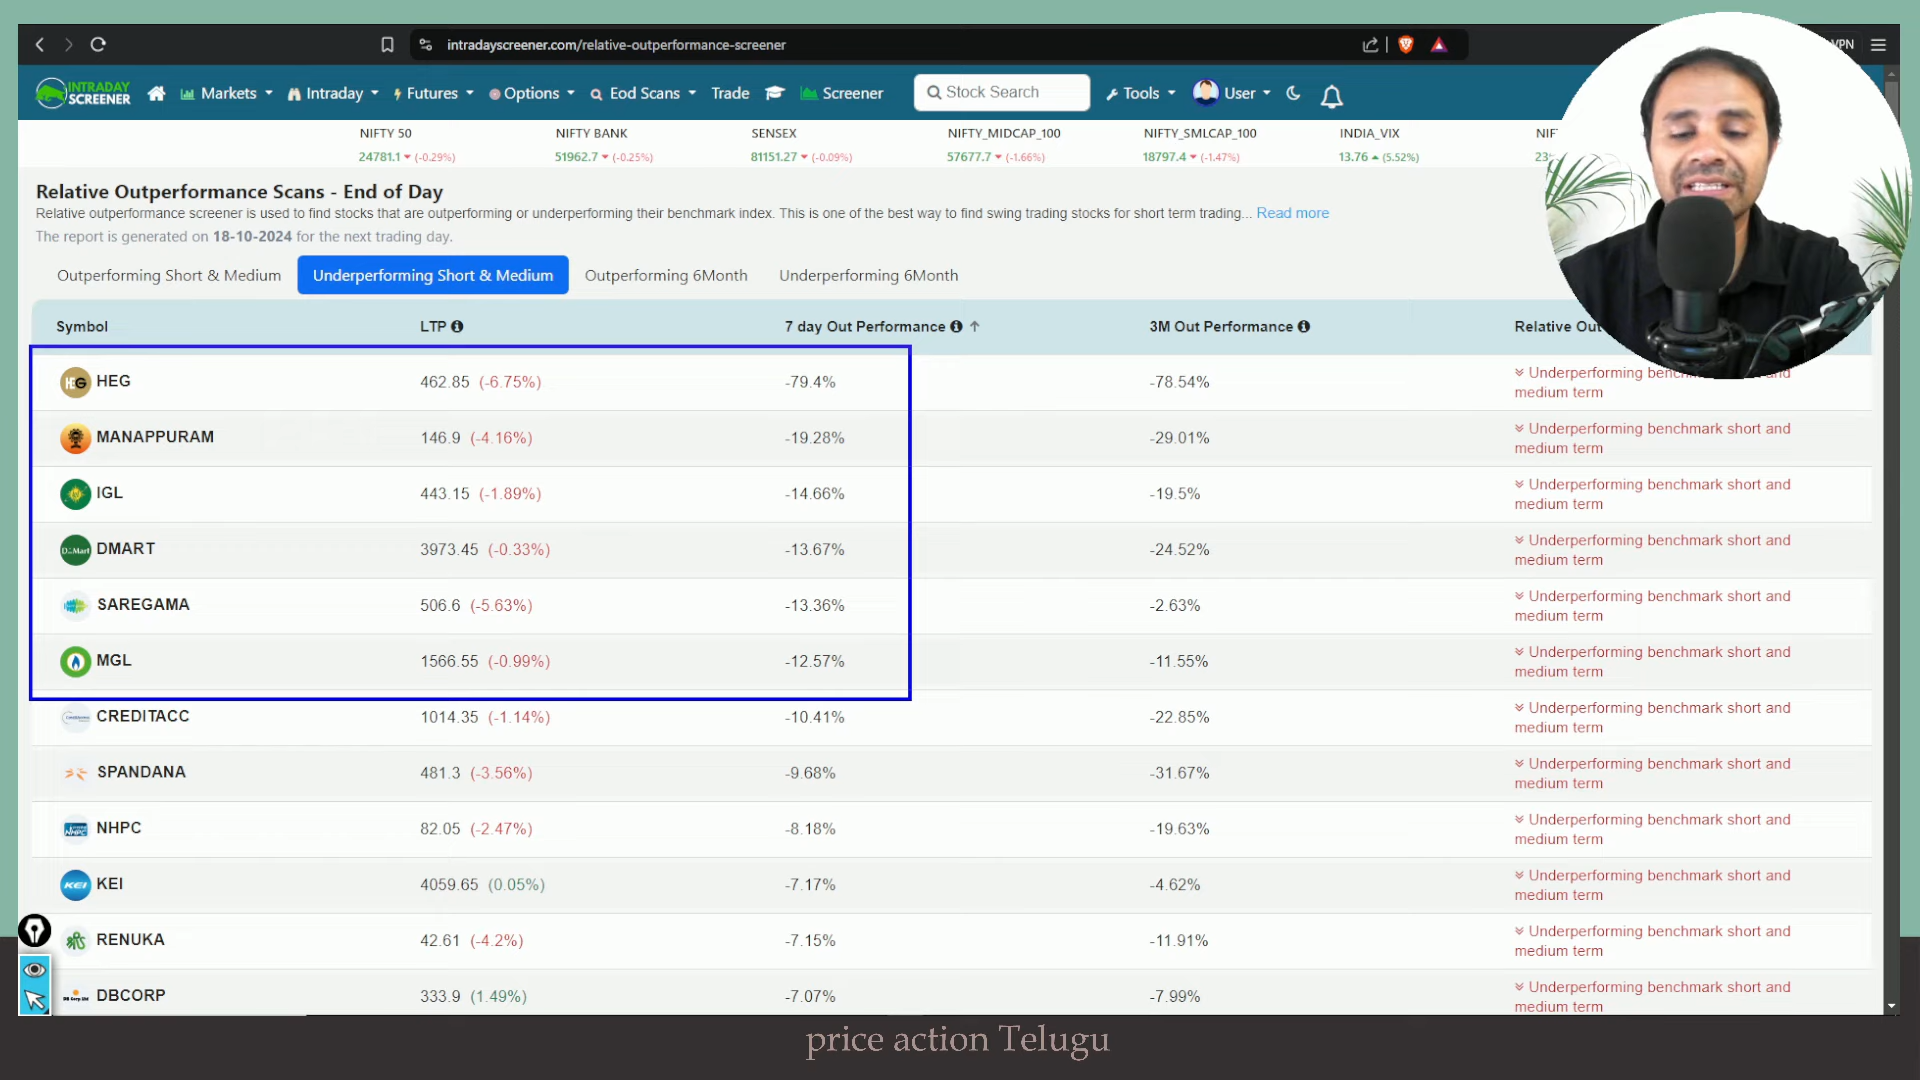 intradayscreener.com/relative-outperformance-screener
VPN
INTRADAY
SCREENER
Markets
Intraday
Futures
Options
Eod Scans
Trade
Screener
Stock Search
Tools
User
NIFTY 50
NIFTY BANK
SENSEX
NIFTY_MIDCAP_100
NIFTY_SMLCAP_100
INDIA_VIX
24781.1 (-0.29%)
51962.7 (-0.25%)
81151.27 (-0.09%)
57677.7 (-1.66%)
18797.4 (-1.47%)
13.76 (5.52%)
Relative Outperformance Scans - End of Day
Relative outperformance screener is used to find stocks that are outperforming or underperforming their benchmark index. This is one of the best way to find swing trading stocks for short term trading... Read more
The report is generated on 18-10-2024 for the next trading day.
Outperforming Short & Medium
Underperforming Short & Medium
Outperforming 6Month
Underperforming 6Month
Symbol
LTP
7 day Out Performance
3M Out Performance
Relative Out
HEG
462.85 (-6.75%)
-79.4%
-78.54%
Underperforming
medium term
MANAPPURAM
146.9 (-4.16%)
-19.28%
-29.01%
Underperforming benchmark short and
medium term
IGL
443.15 (-1.89%)
-14.66%
-19.5%
Underperforming benchmark short and
medium term
DMART
3973.45 (-0.33%)
-13.67%
-24.52%
Underperforming benchmark short and
medium term
SAREGAMA
506.6 (-5.63%)
-13.36%
-2.63%
Underperforming benchmark short and
medium term
MGL
1566.55 (-0.99%)
-12.57%
-11.55%
Underperforming benchmark short and
medium term
CREDITACC
1014.35 (-1.14%)
-10.41%
-22.85%
Underperforming benchmark short and
medium term
SPANDANA
481.3 (-3.56%)
-9.68%
-31.67%
Underperforming benchmark short and
medium term
NHPC
82.05 (-2.47%)
-8.18%
-19.63%
Underperforming benchmark short and
medium term
KEI
4059.65 (0.05%)
-7.17%
-4.62%
Underperforming benchmark short and
medium term
RENUKA
42.61 (-4.2%)
-7.15%
-11.91%
Underperforming benchmark short and
medium term
DBCORP
333.9 (1.49%)
-7.07%
-7.99%
Underperforming benchmark short and
medium term
price action Telugu